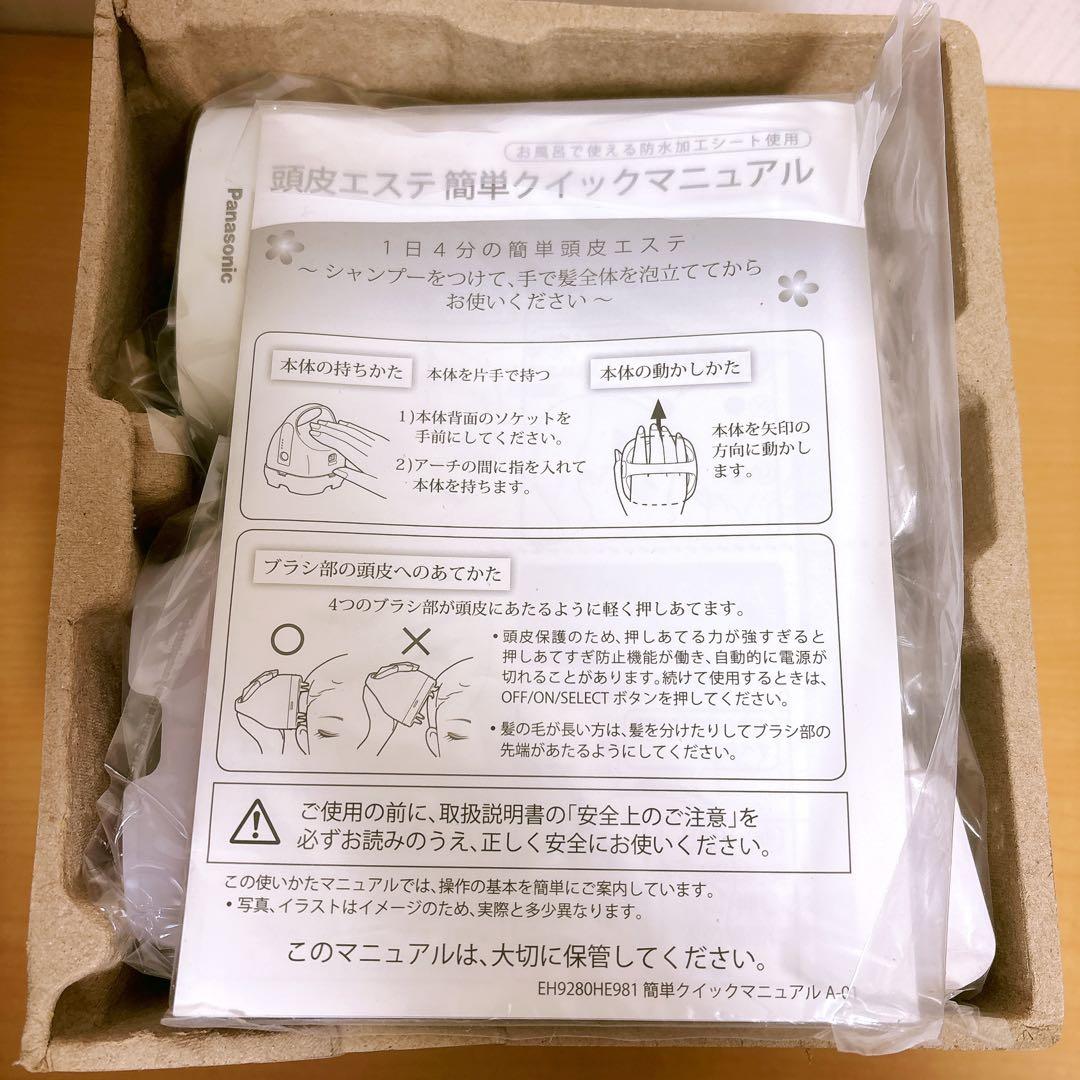 Panasonic
お風呂で使える防水加工シート使用
頭皮エステ 簡単クイックマニュアル
1日4分の簡単頭皮エステ
～ シャンプーをつけて、手で髪全体を泡立ててから
お使いください ～
本体の持ちかた
本体を片手で持つ
1)本体背面のソケットを
手前にしてください。
2)アーチの間に指を入れて
本体を持ちます。
本体の動かしかた
本体を矢印の
方向に動かし
ます。
ブラシ部の頭皮へのあてかた
4つのブラシ部が頭皮にあたるように軽く押しあてます。
• 頭皮保護のため、押しあてる力が強すぎると
押しあてすぎ防止機能が働き、自動的に電源が
切れることがあります。続けて使用するときは、
OFF/ON/SELECT ボタンを押してください。
• 髪の毛が長い方は、髪を分けたりしてブラシ部の
先端があたるようにしてください。
ご使用の前に、取扱説明書の「安全上のご注意」を
必ずお読みのうえ、正しく安全にお使いください。
この使いかたマニュアルでは、操作の基本を簡単にご案内しています。
• 写真、イラストはイメージのため、実際と多少異なります。
このマニュアルは、大切に保管してください。
EH9280HE981 簡単クイックマニュアル A-01